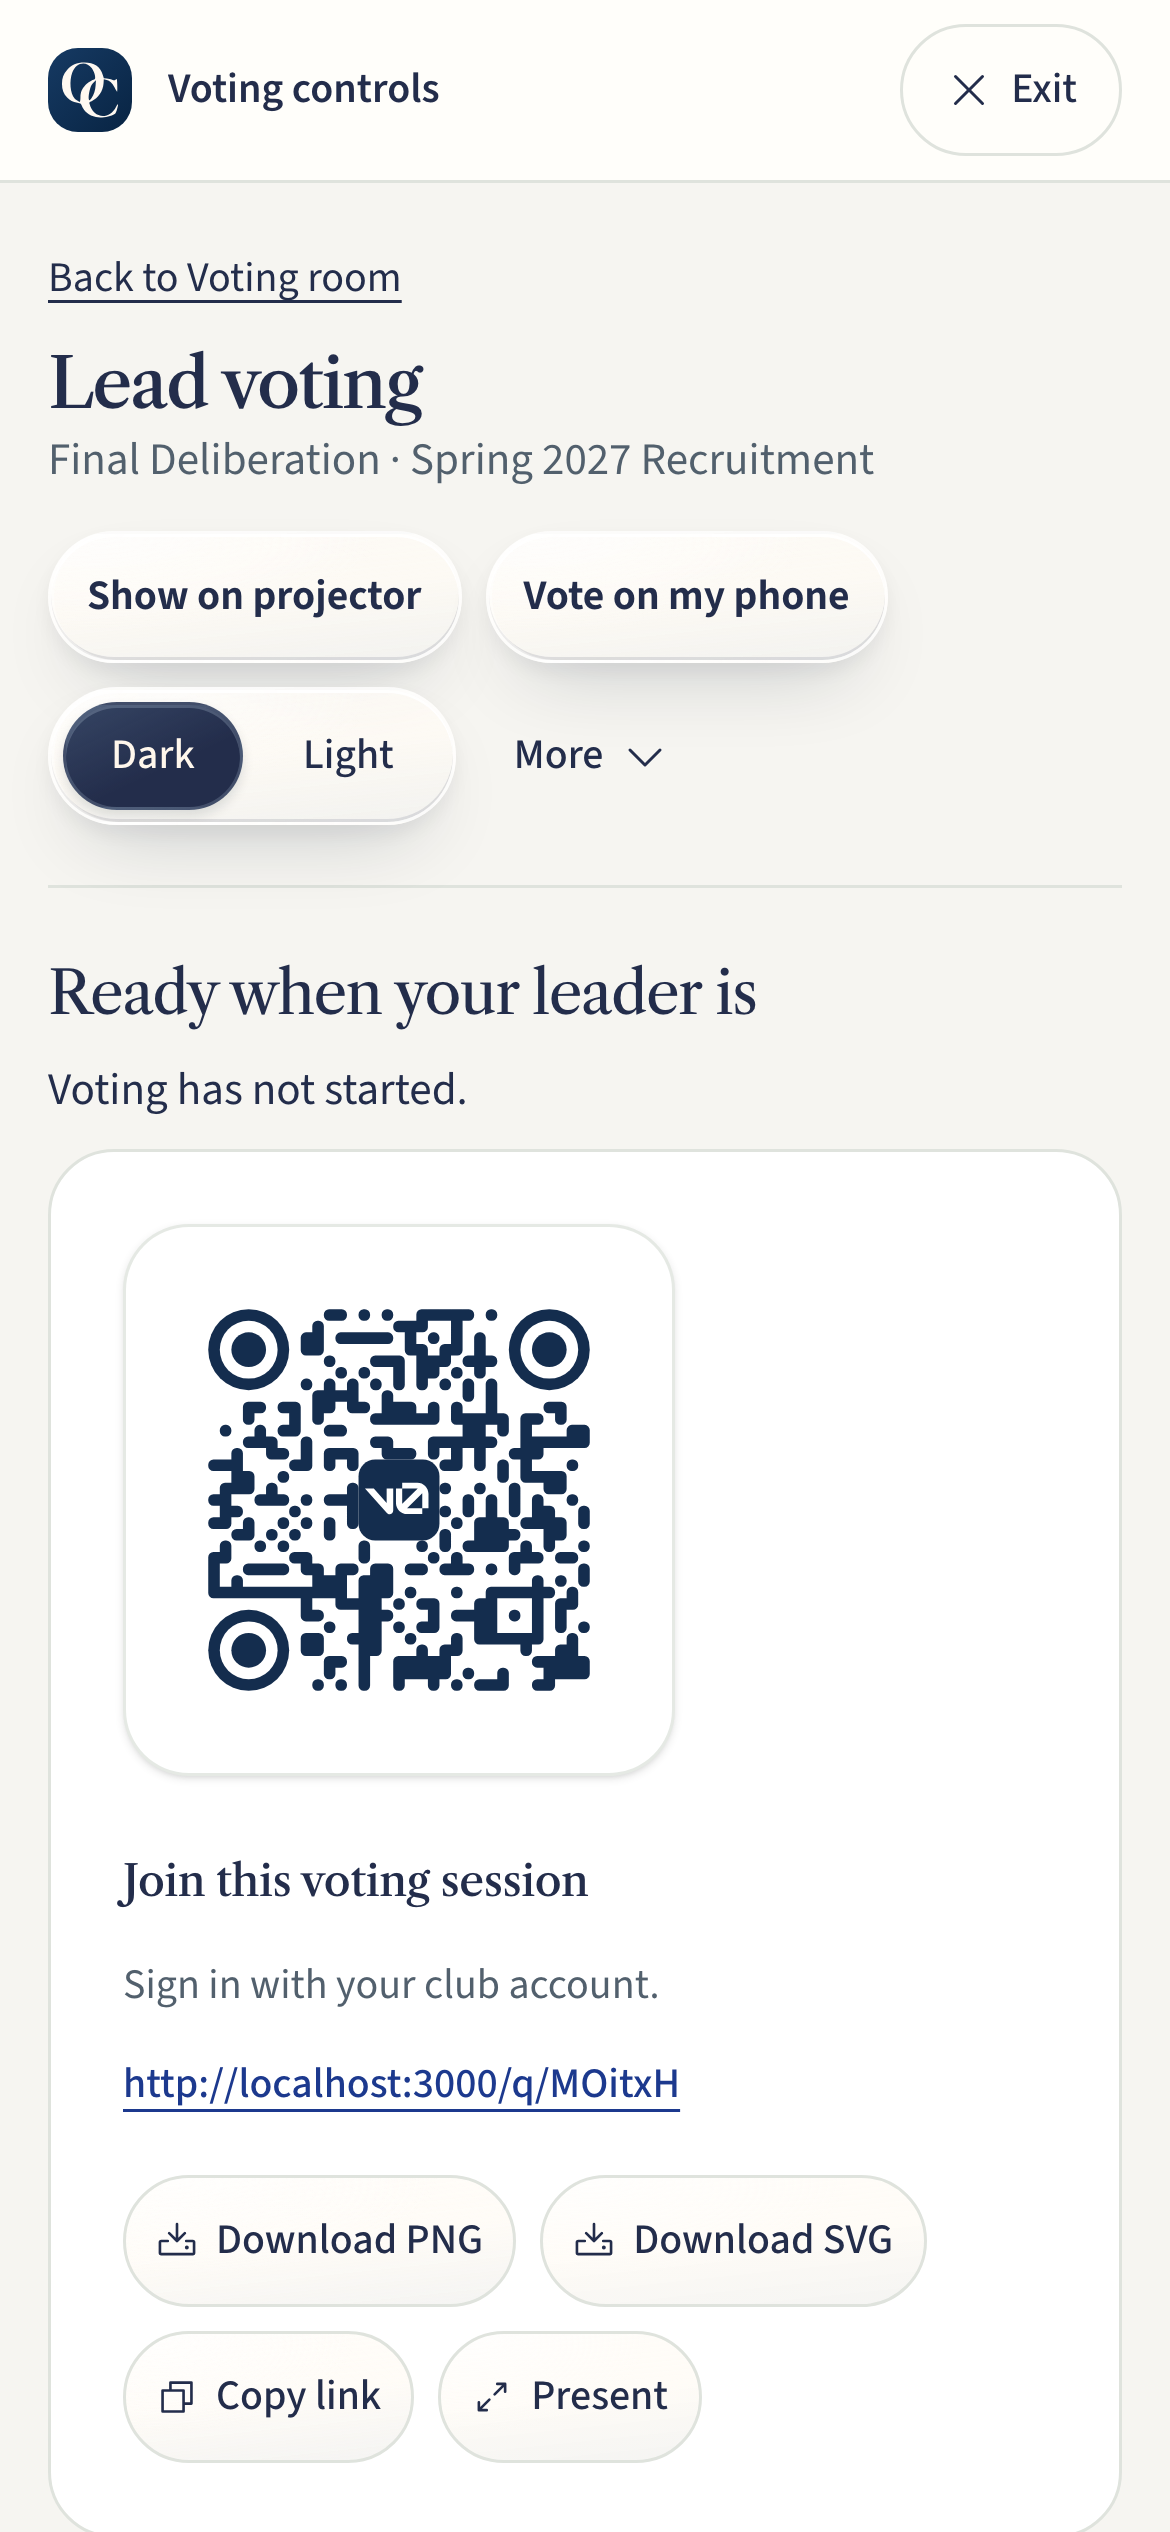 OC
Voting controls
Exit
Back to Voting room
Lead voting
Final Deliberation · Spring 2027 Recruitment
Show on projector
Vote on my phone
Dark
Light
More
Ready when your leader is
Voting has not started.
v0
Join this voting session
Sign in with your club account.
http://localhost:3000/q/MOitxH
Download PNG
Download SVG
Copy link
Present